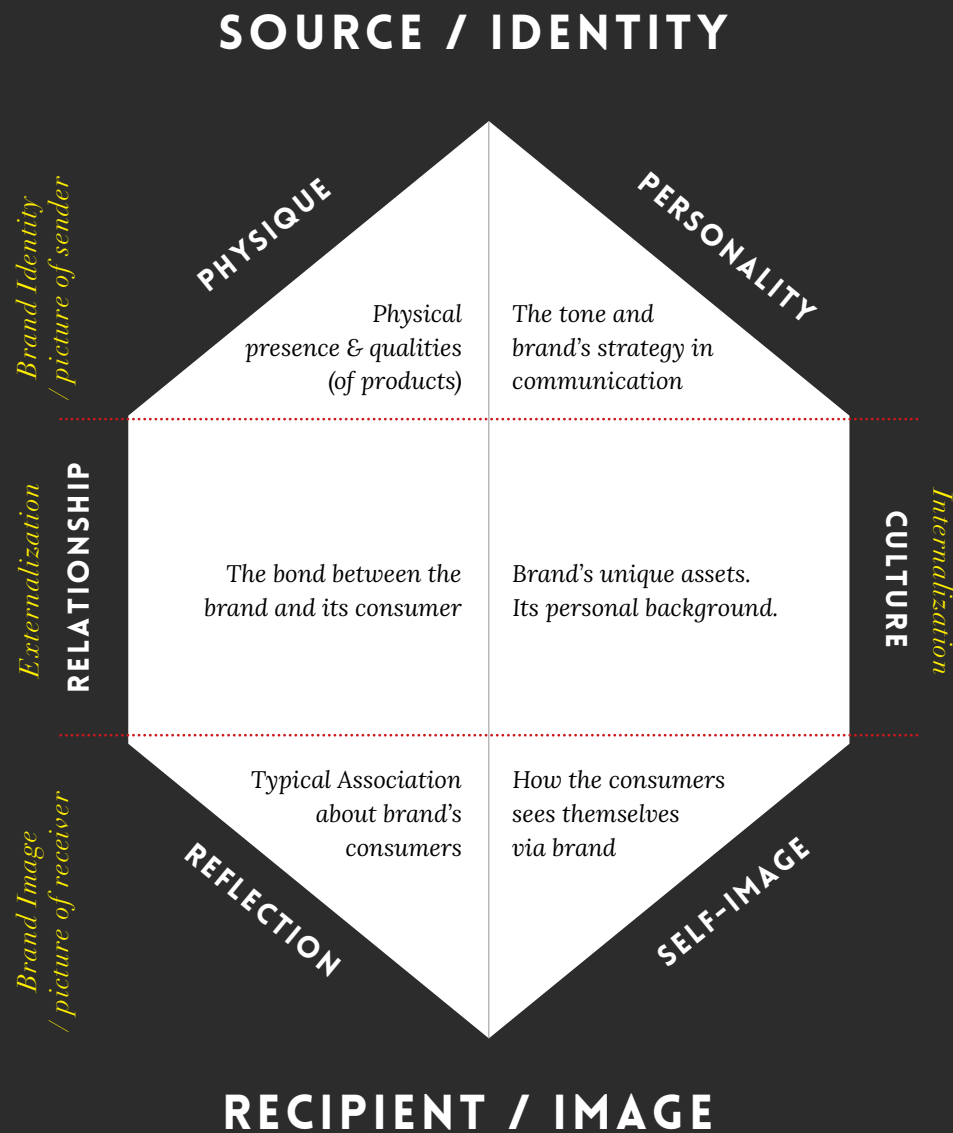 SOURCE / IDENTITY
Brand Identity
/ picture of sender
PHYSIQUE
PERSONALITY
Physical
presence & qualities
(of products)
The tone and
brand’s strategy in
communication
Externalization
RELATIONSHIP
The bond between the
brand and its consumer
Brand’s unique assets.
Its personal background.
CULTURE
Internalization
Brand Image
/ picture of receiver
REFLECTION
Typical Association
about brand’s
consumers
How the consumers
sees themselves
via brand
SELF-IMAGE
RECIPIENT / IMAGE